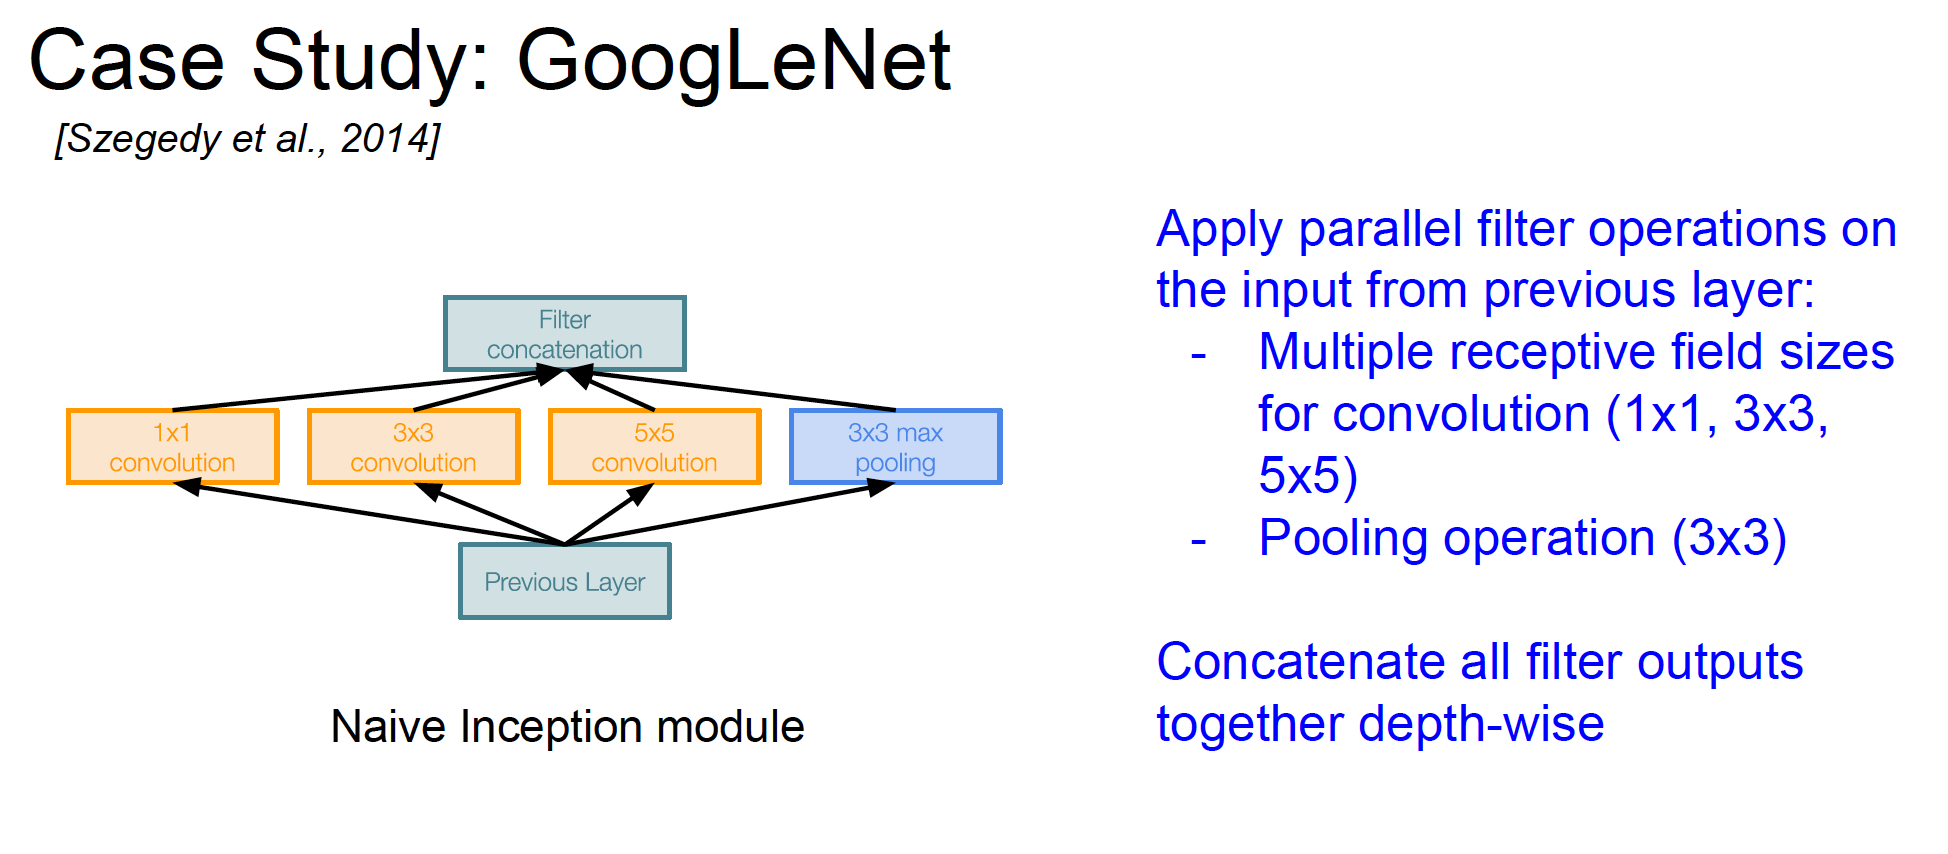 Case Study: GoogLeNet
[Szegedy et al., 2014]
Filter
concatenation
1x1
convolution
3x3
convolution
5x5
convolution
3x3 max
pooling
Previous Layer
Naive Inception module
Apply parallel filter operations on
the input from previous layer:
- Multiple receptive field sizes
for convolution (1x1, 3x3,
5x5)
- Pooling operation (3x3)
Concatenate all filter outputs
together depth-wise